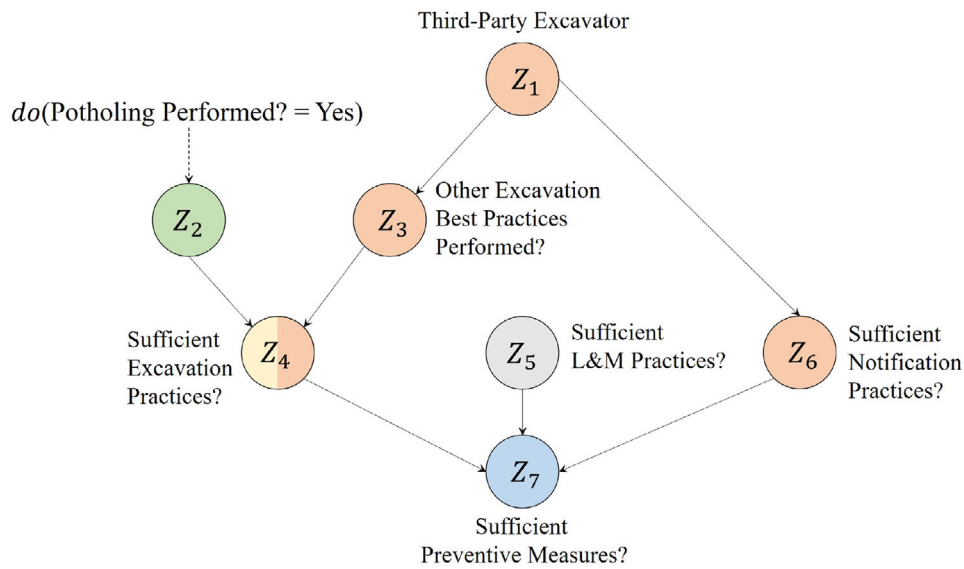 Third-Party Excavator
Z₁
do(Potholing Performed? = Yes)
Z₂
Z₃
Other Excavation
Best Practices
Performed?
Sufficient
Excavation
Practices?
Z₄
Z₅
Sufficient
L&M Practices?
Z₆
Sufficient
Notification
Practices?
Z₇
Sufficient
Preventive Measures?